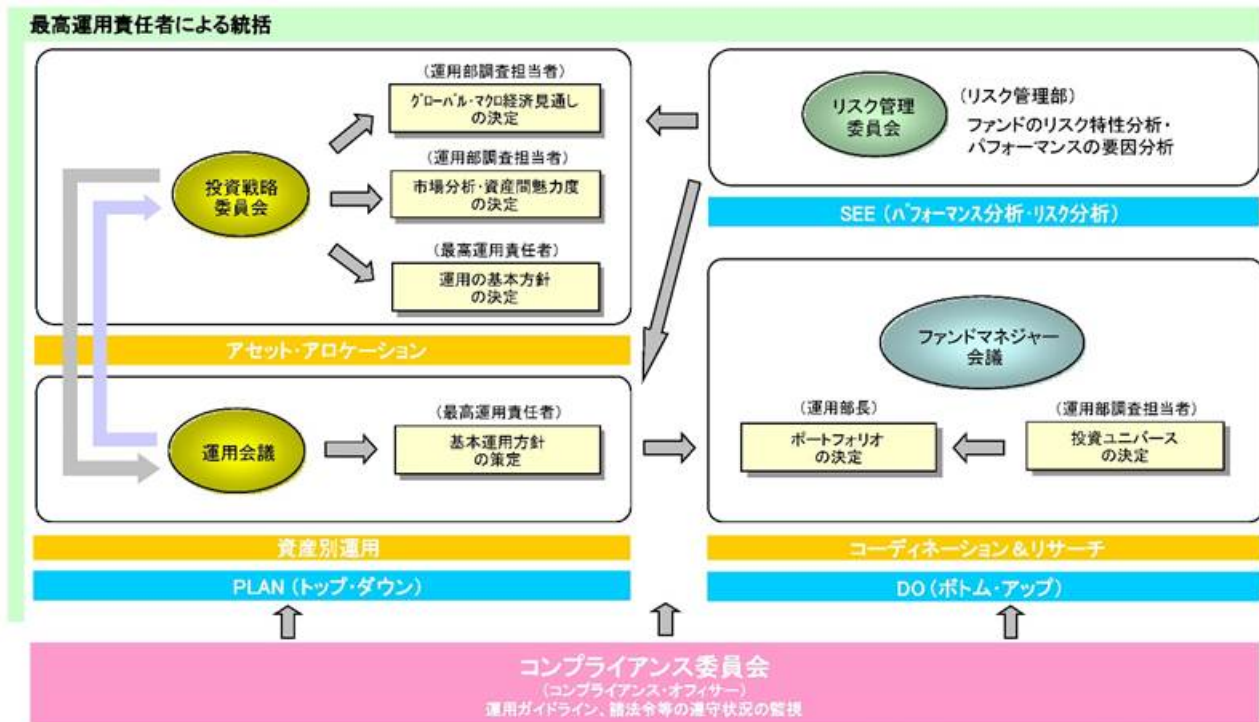 最高運用責任者による統括
(運用部調査担当者)
グローバル・マクロ経済見通し
の決定
投資戦略
委員会
(運用部調査担当者)
市場分析・資産間魅力度
の決定
(最高運用責任者)
運用の基本方針
の決定
アセット・アロケーション
リスク管理
委員会
(リスク管理部)
ファンドのリスク特性分析・
パフォーマンスの要因分析
SEE (パフォーマンス分析・リスク分析)
運用会議
(最高運用責任者)
基本運用方針
の策定
資産別運用
PLAN (トップ・ダウン)
ファンドマネジャー
会議
(運用部長)
ポートフォリオ
の決定
(運用部調査担当者)
投資ユニバース
の決定
コーディネーション&リサーチ
DO (ボトム・アップ)
コンプライアンス委員会
(コンプライアンス・オフィサー)
運用ガイドライン、諸法令等の遵守状況の監視